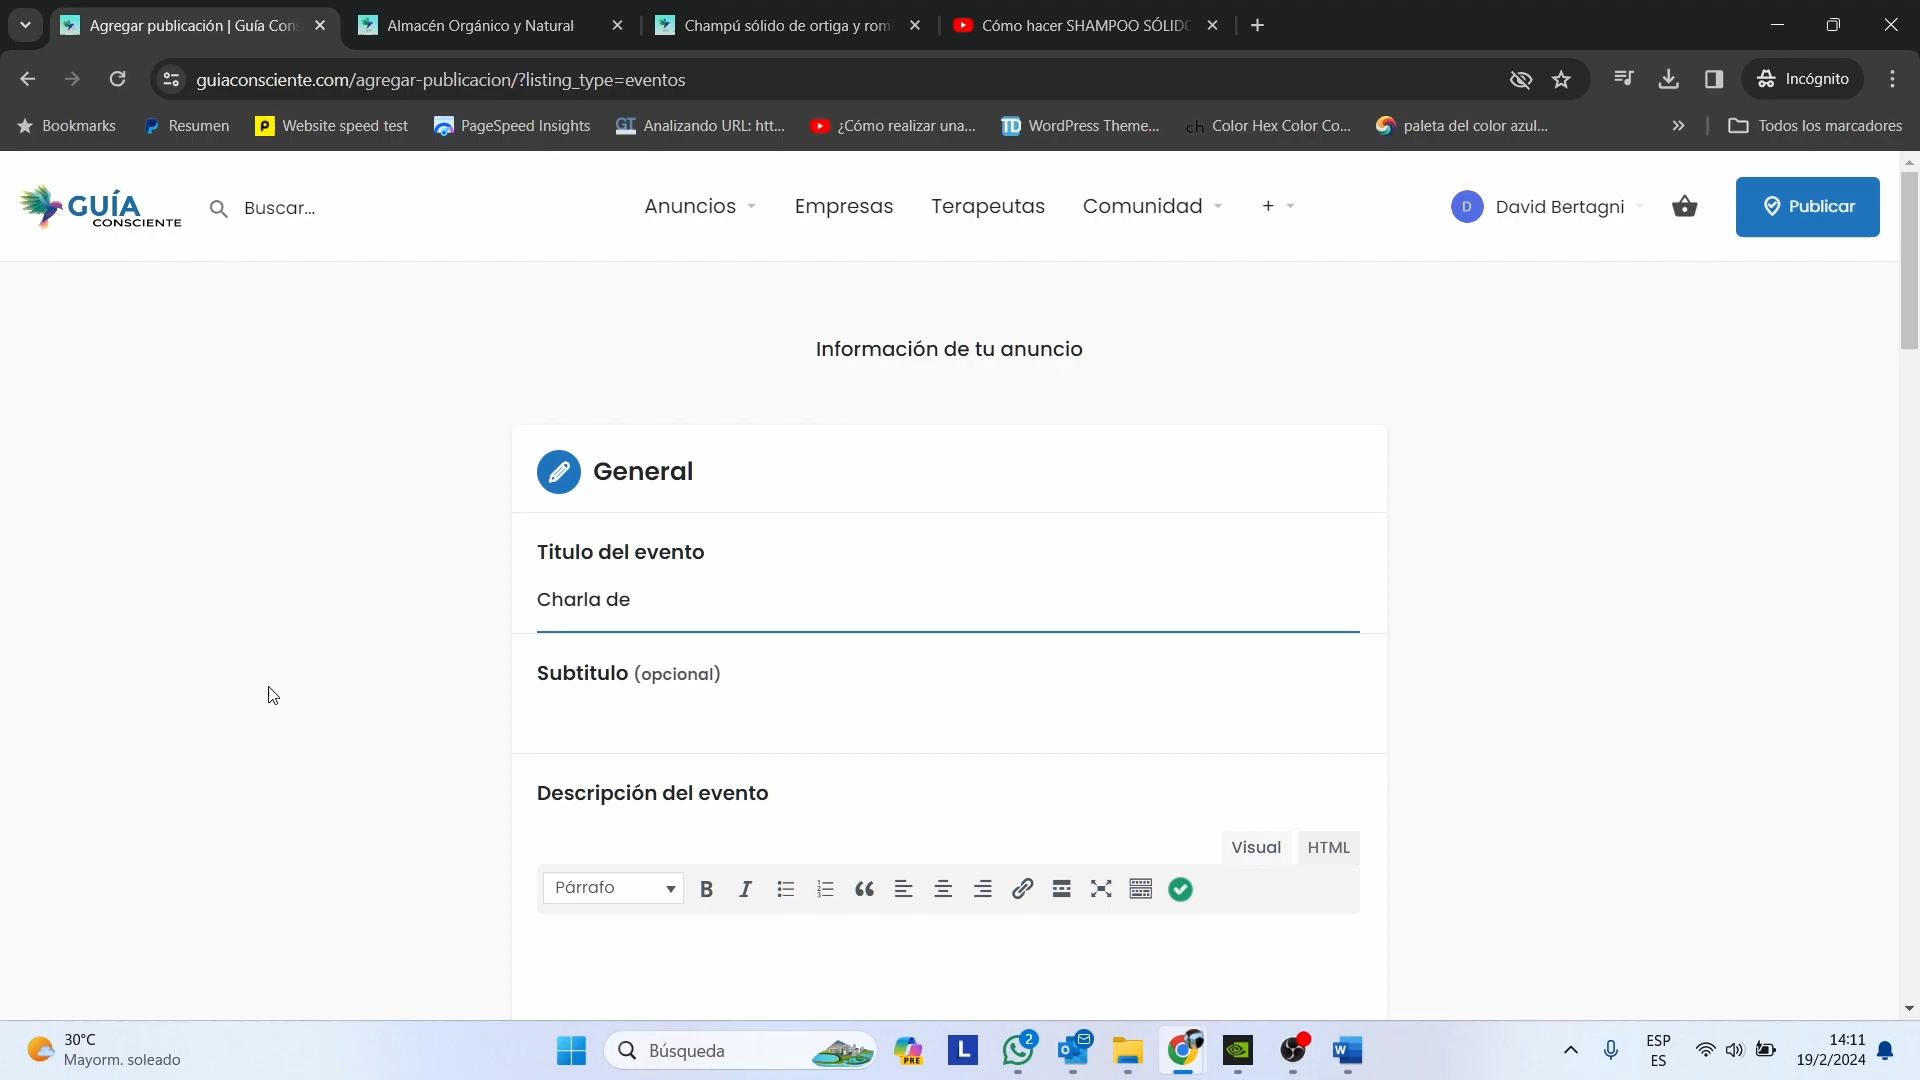 Agregar publicación | Guía Con
Almacén Orgánico y Natural
Champú sólido de ortiga y rom
Cómo hacer SHAMPOO SÓLIDO
guiaconsciente.com/agregar-publicacion/?listing_type=eventos
Incógnito
Bookmarks
Resumen
Website speed test
PageSpeed Insights
Analizando URL: htt...
¿Cómo realizar una...
WordPress Theme...
Color Hex Color Co...
paleta del color azul...
Todos los marcadores
GUÍA
CONSCIENTE
Buscar...
Anuncios
Empresas
Terapeutas
Comunidad
+
D
David Bertagni
Publicar
Información de tu anuncio
General
Titulo del evento
Charla de
Subtitulo (opcional)
Descripción del evento
Visual
HTML
Párrafo
B
I
30°C
Mayorm. soleado
Búsqueda
PRE
L
2
W
ESP
ES
14:11
19/2/2024